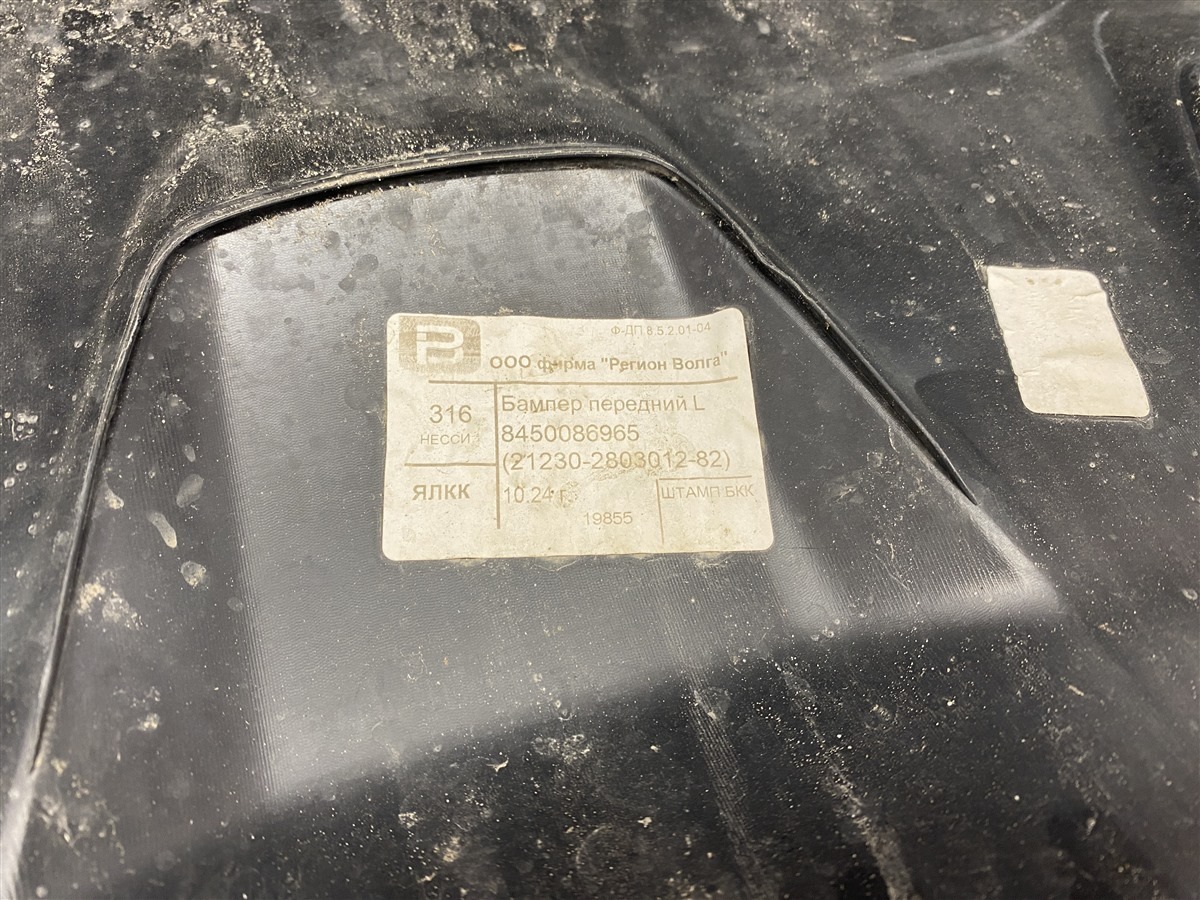 Ф-ДП 8.5.2.01-04
ООО фирма "Регион Волга"
316
НЕССИ
ЯЛКК
Бампер передний L
8450086965
(21230-2803012-82)
10.24 г.
19855
ШТАМП БКК